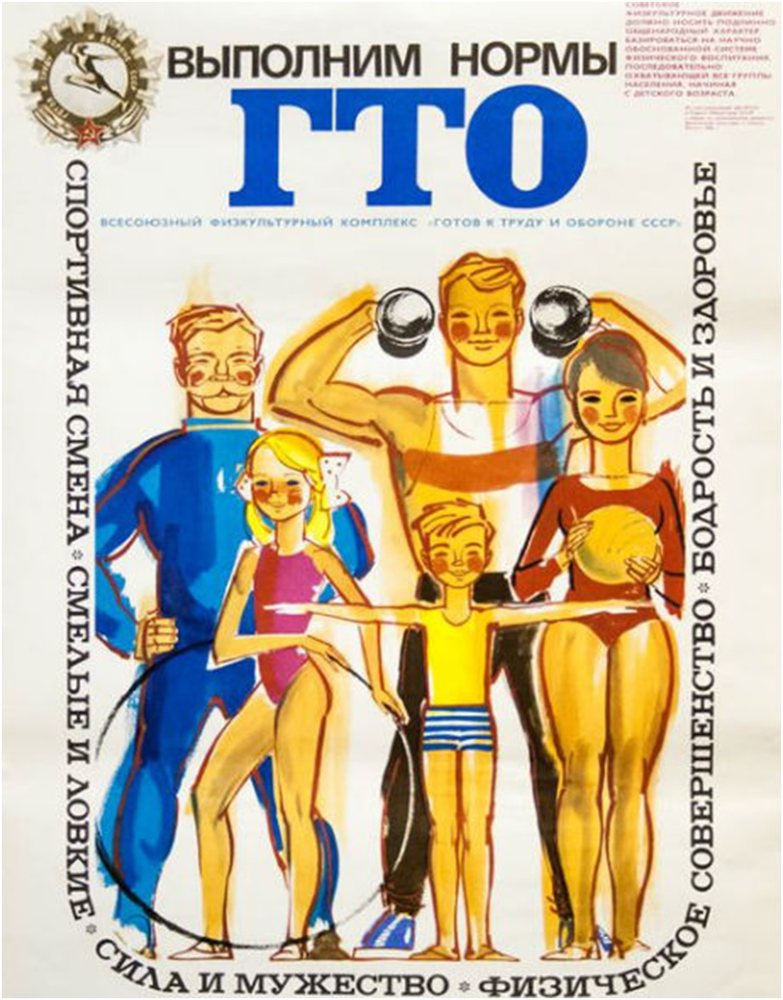 ВЫПОЛНИМ НОРМЫ
ГТО
ВСЕСОЮЗНЫЙ ФИЗКУЛЬТУРНЫЙ КОМПЛЕКС «ГОТОВ К ТРУДУ И ОБОРОНЕ СССР»
СОВЕТСКОЕ
ФИЗКУЛЬТУРНОЕ ДВИЖЕНИЕ
ДОЛЖНО НОСИТЬ ПОДЛИННО
ОБЩЕНАРОДНЫЙ ХАРАКТЕР,
БАЗИРОВАТЬСЯ НА НАУЧНО
ОБОСНОВАННОЙ СИСТЕМЕ
ФИЗИЧЕСКОГО ВОСПИТАНИЯ,
ПОСЛЕДОВАТЕЛЬНО
ОХВАТЫВАЮЩЕЙ ВСЕ ГРУППЫ
НАСЕЛЕНИЯ, НАЧИНАЯ
С ДЕТСКОГО ВОЗРАСТА.
СПОРТИВНАЯ СМЕНА * СМЕЛЫЕ И ЛОВКИЕ * СИЛА И МУЖЕСТВО * ФИЗИЧЕСКОЕ СОВЕРШЕНСТВО * БОДРОСТЬ И ЗДОРОВЬЕ